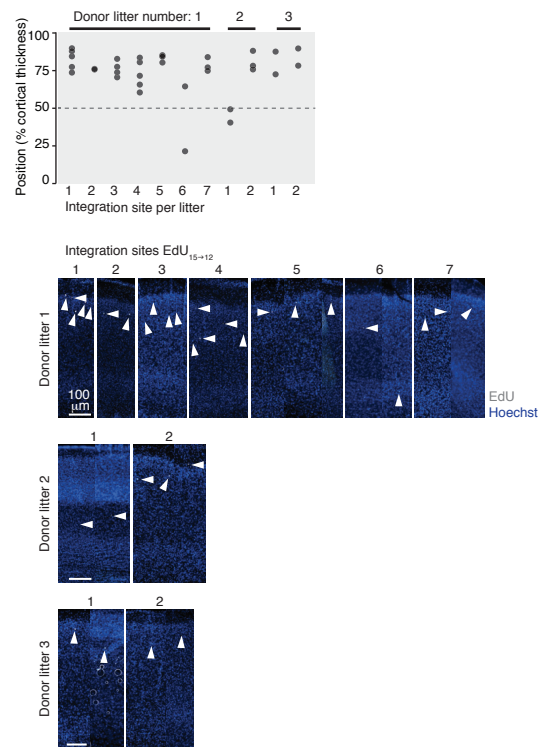 Donor litter number: 1 2 3
Position (% cortical thickness)
100
75
50
25
0
1 2 3 4 5 6 7 1 2 1 2
Integration site per litter
Integration sites EdU15→12
1 2 3 4 5 6 7
Donor litter 1
100
μm
EdU
Hoechst
1 2
Donor litter 2
1 2
Donor litter 3